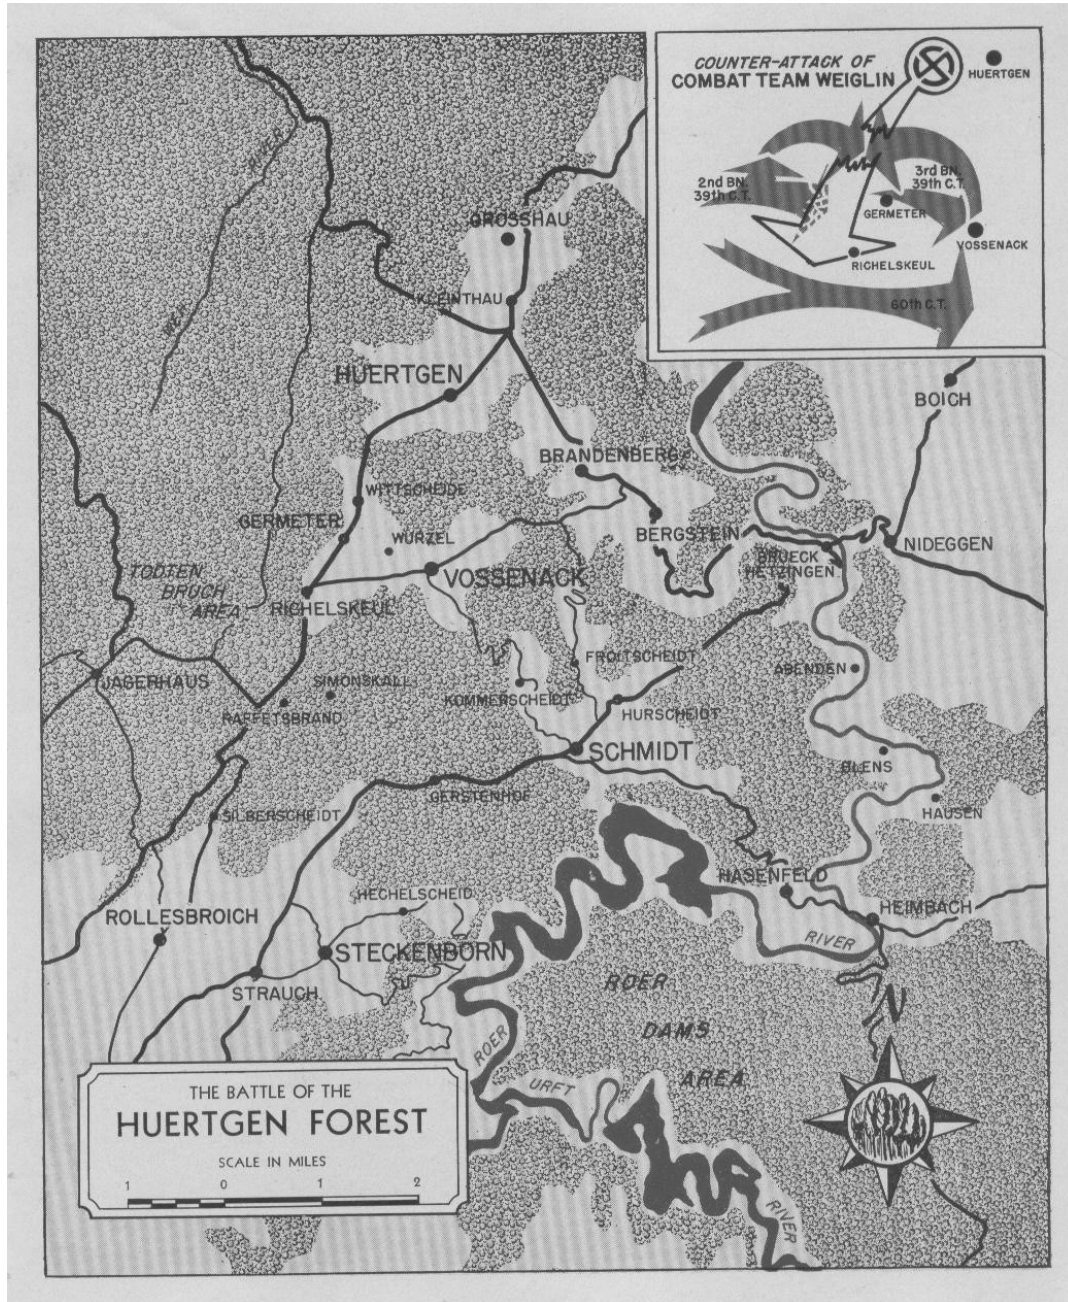 COUNTER-ATTACK OF
COMBAT TEAM WEIGLIN
HUERTGEN
2nd BN.
39th C.T.
3rd BN.
39th C.T.
GERMETER
VOSSENACK
RICHELSKEUL
60th C.T.
WEH
RIVER
GROSSHAU
KLEINHAU
HUERTGEN
BOICH
BRANDENBERG
WITTSCHEIDE
GERMETER
WURZEL
BERGSTEIN
NIDEGGEN
BRUECK
HETZINGEN
VOSSENACK
TODTEN
BRUCH
AREA
RICHELSKEUL
FROITSCHEIDT
ABENDEN
JAGERHAUS
SIMONSKALL
KOMMERSCHEIDT
HURSCHEIDT
RAFFETSBRAND
SCHMIDT
BLENS
GERSTENHOF
HAUSEN
SILBERSCHEIDT
HASENFELD
HECHELSCHEID
HEIMBACH
ROLLESBROICH
RIVER
STECKENBORN
ROER
STRAUCH
N
DAMS
ROER
AREA
URFT
RIVER
THE BATTLE OF THE
HUERTGEN FOREST
SCALE IN MILES
1 0 1 2